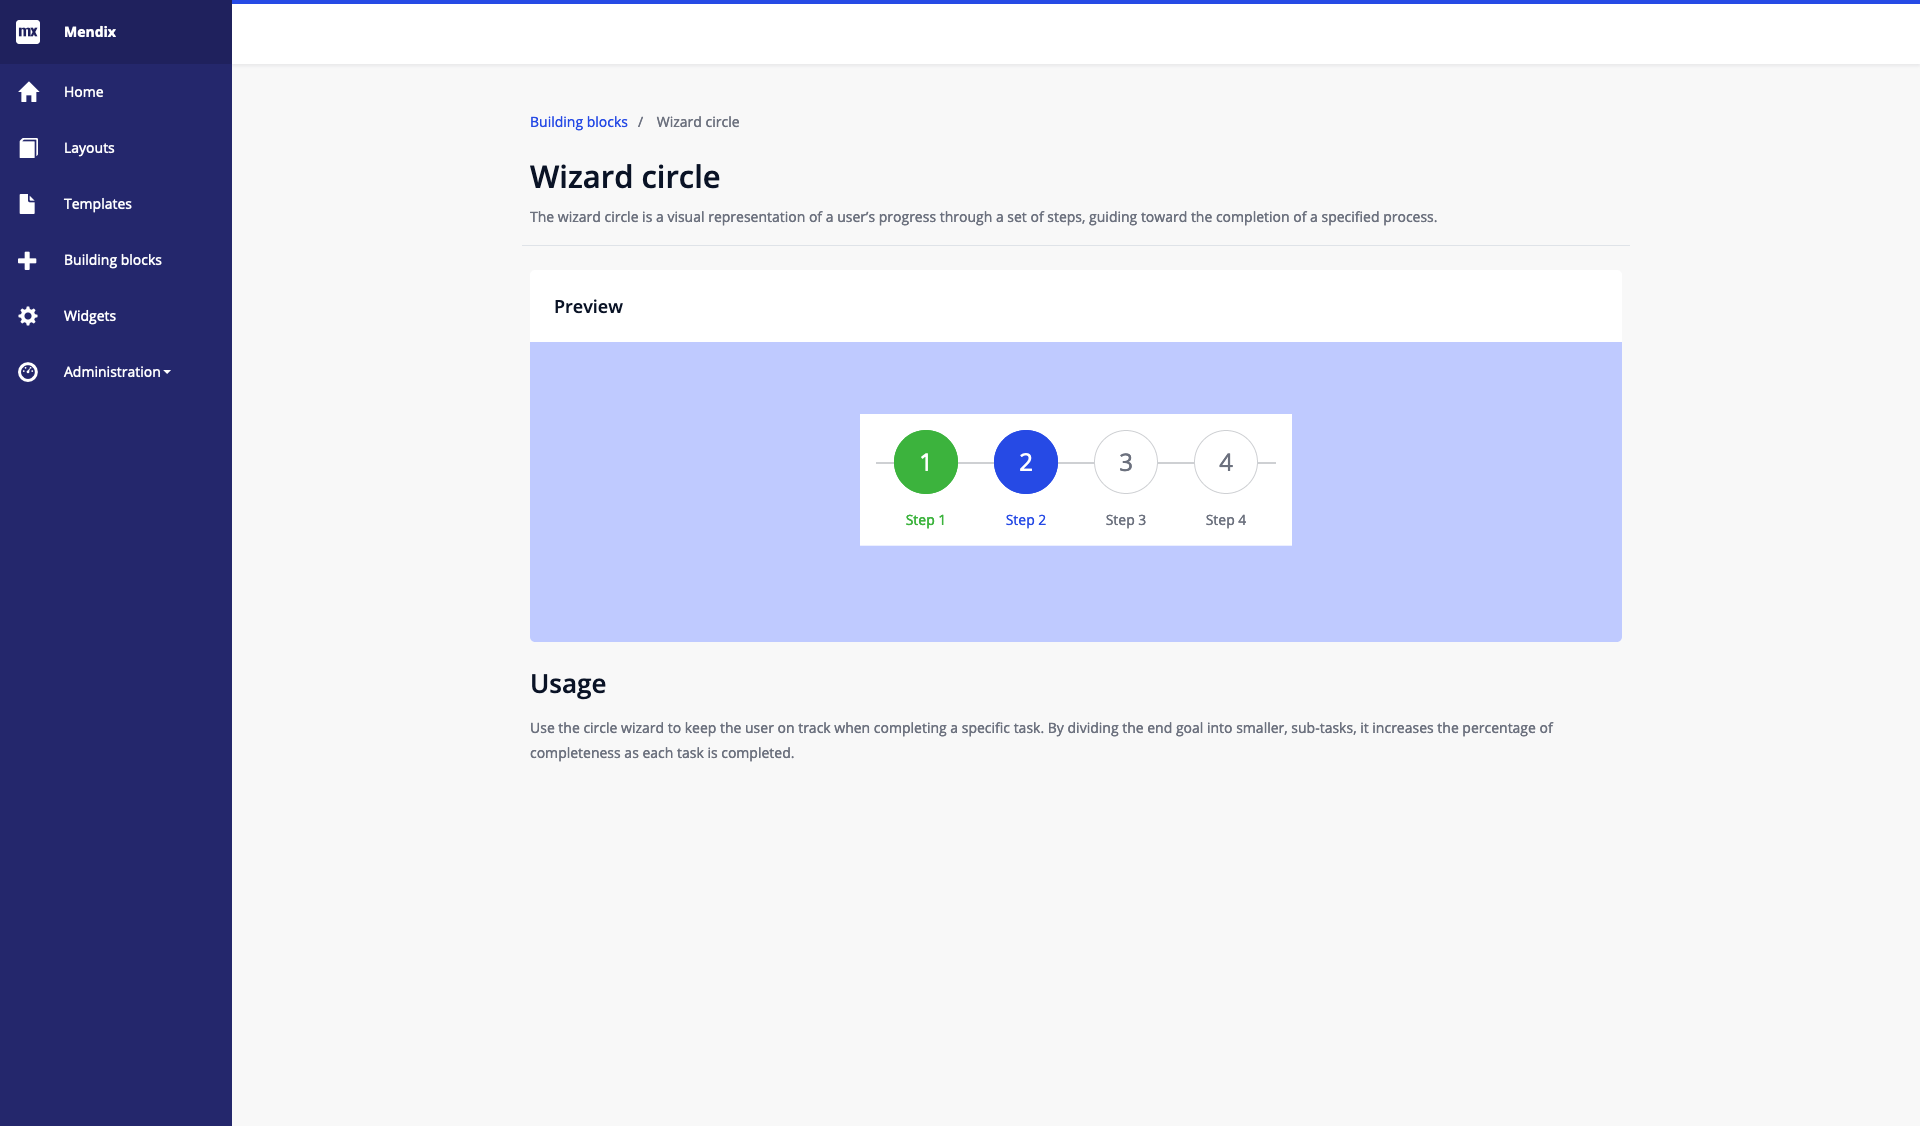 mx Mendix
Home
Layouts
Templates
Building blocks
Widgets
Administration
Building blocks / Wizard circle
Wizard circle
The wizard circle is a visual representation of a user's progress through a set of steps, guiding toward the completion of a specified process.
Preview
1 2 3 4
Step 1 Step 2 Step 3 Step 4
Usage
Use the circle wizard to keep the user on track when completing a specific task. By dividing the end goal into smaller, sub-tasks, it increases the percentage of
completeness as each task is completed.